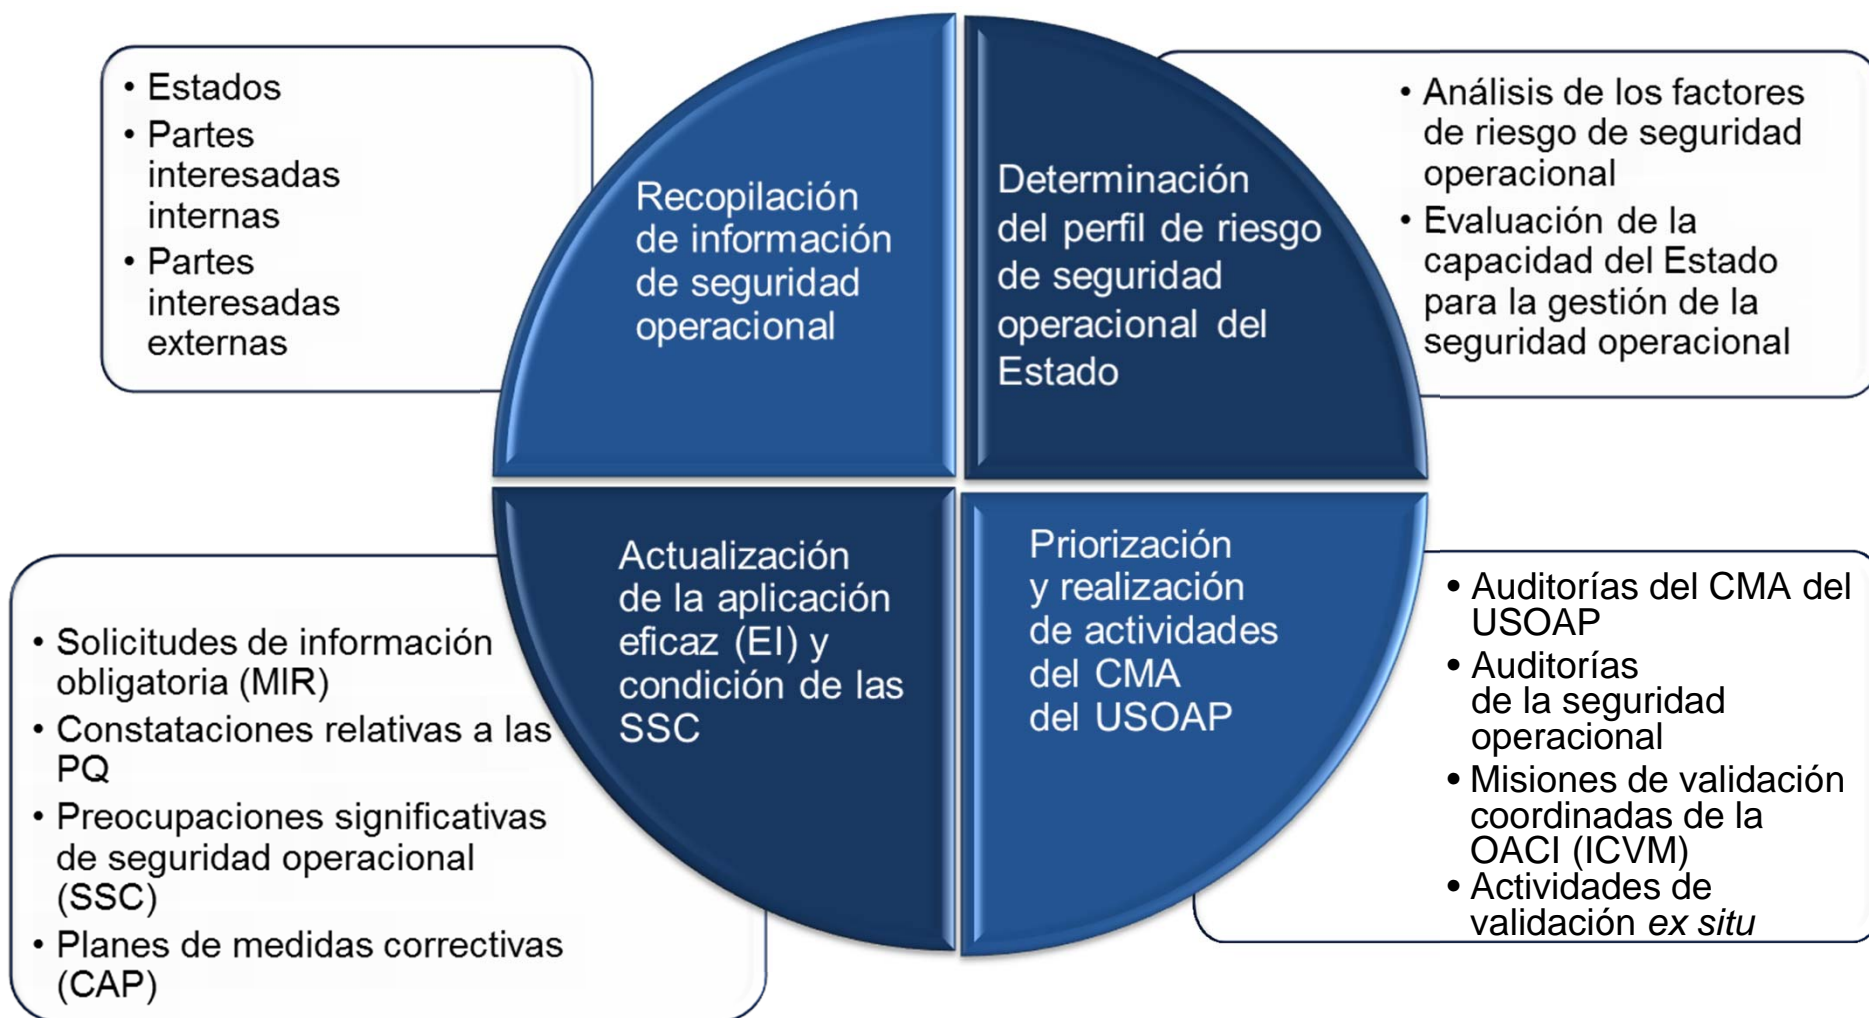 • Estados
• Partes
interesadas
internas
• Partes
interesadas
externas
Recopilación
de información
de seguridad
operacional
Determinación
del perfil de riesgo
de seguridad
operacional del
Estado
• Análisis de los factores
de riesgo de seguridad
operacional
• Evaluación de la
capacidad del Estado
para la gestión de la
seguridad operacional
• Solicitudes de información
obligatoria (MIR)
• Constataciones relativas a las
PQ
• Preocupaciones significativas
de seguridad operacional
(SSC)
• Planes de medidas correctivas
(CAP)
Actualización
de la aplicación
eficaz (EI) y
condición de las
SSC
Priorización
y realización
de actividades
del CMA
del USOAP
• Auditorías del CMA del
USOAP
• Auditorías
de la seguridad
operacional
• Misiones de validación
coordinadas de la
OACI (ICVM)
• Actividades de
validación ex situ